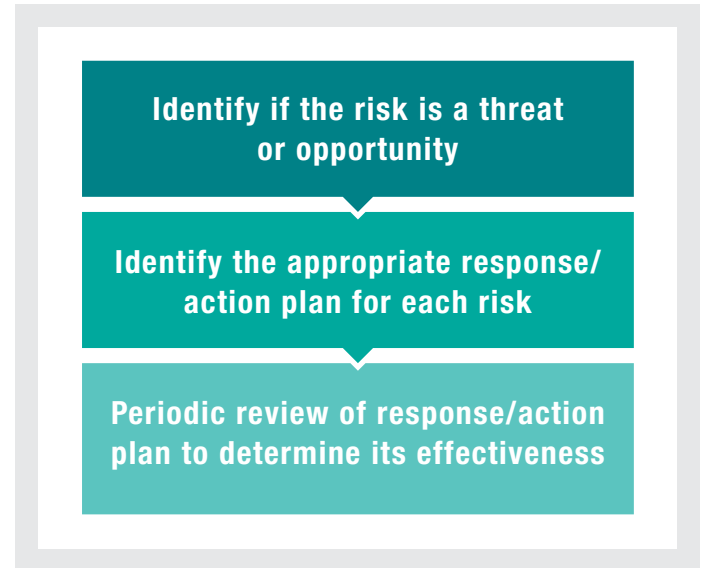 Identify if the risk is a threat
or opportunity
Identify the appropriate response/
action plan for each risk
Periodic review of response/action
plan to determine its effectiveness